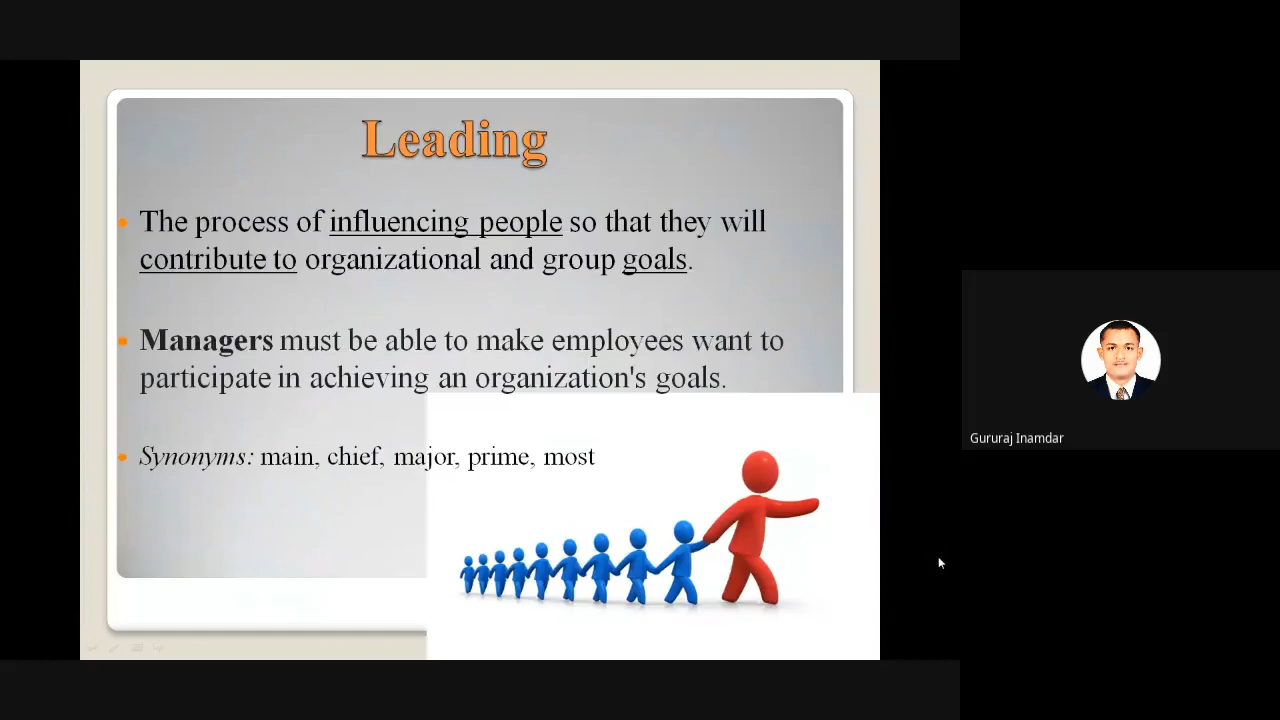 Leading
The process of influencing people so that they will
contribute to organizational and group goals.
Managers must be able to make employees want to
participate in achieving an organization's goals.
Synonyms: main, chief, major, prime, most
Gururaj Inamdar